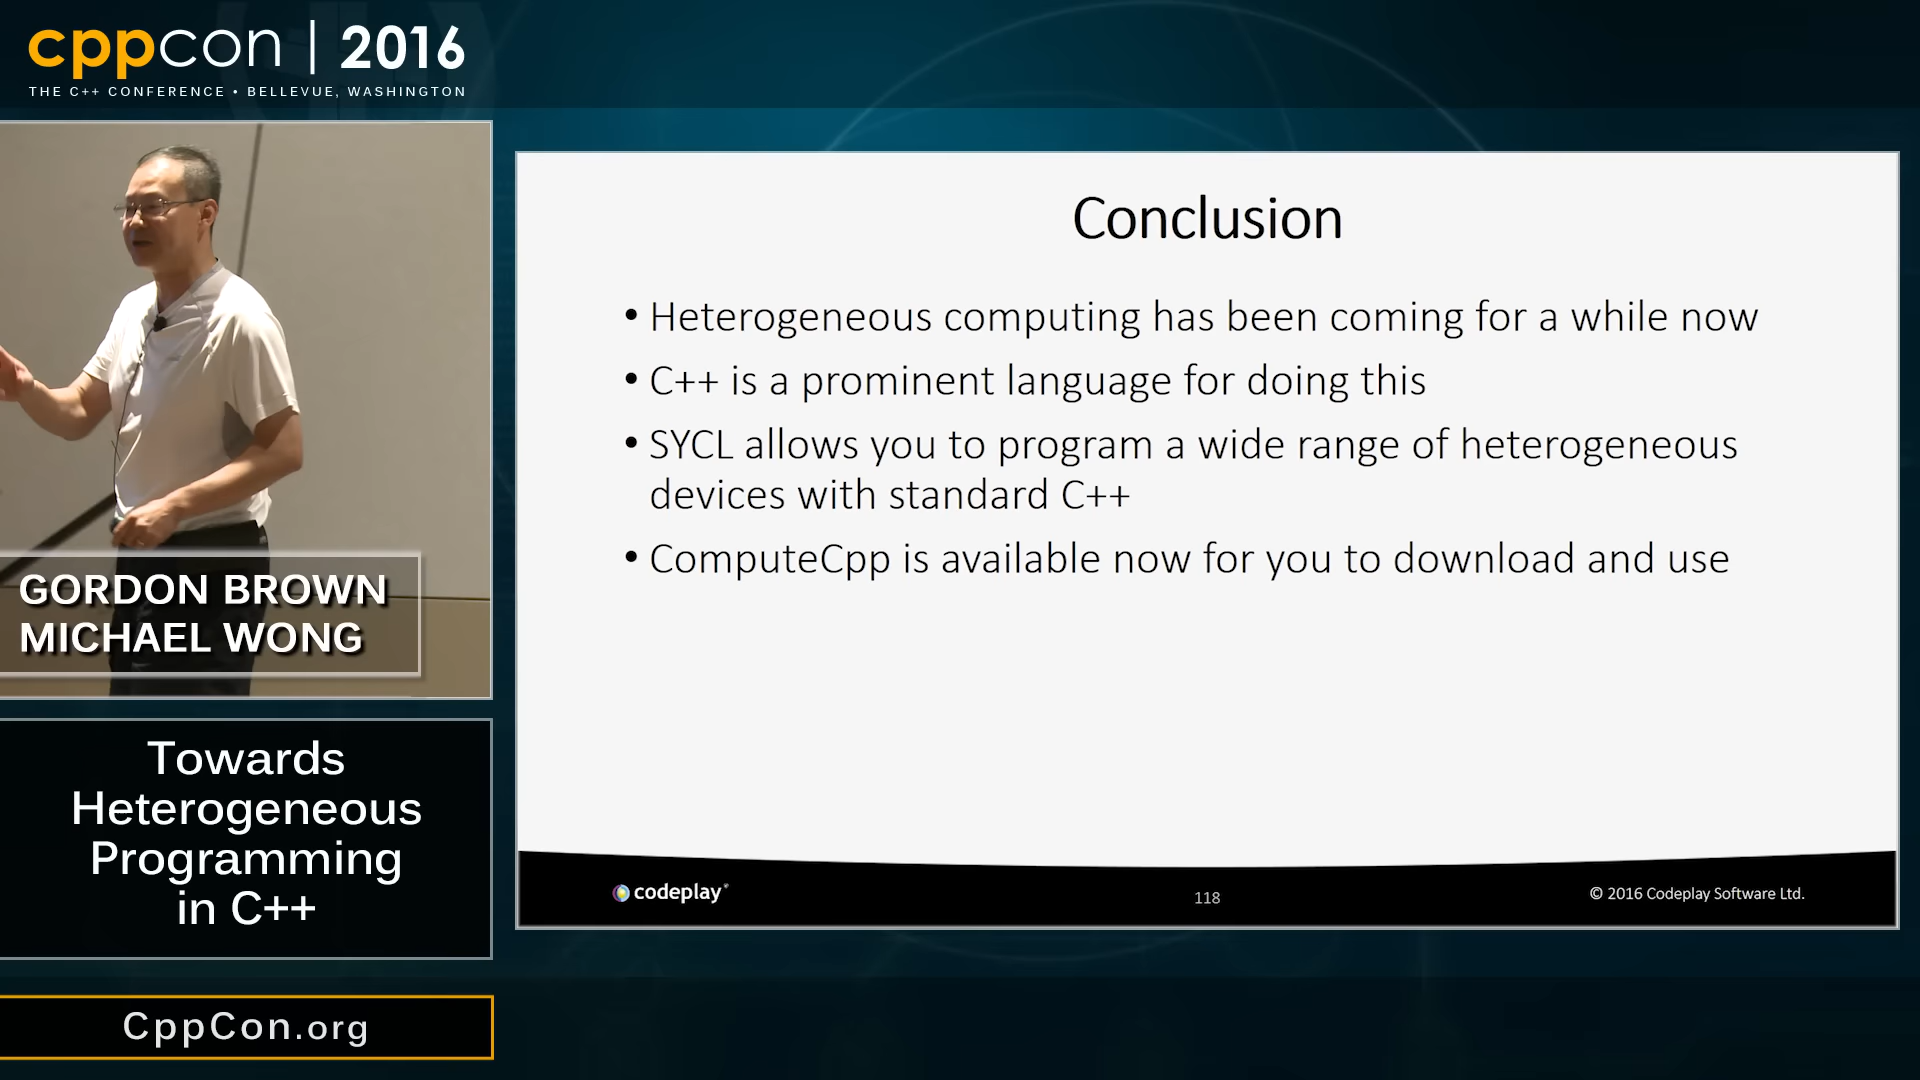 cppcon | 2016
THE C++ CONFERENCE • BELLEVUE, WASHINGTON
GORDON BROWN
MICHAEL WONG
Towards
Heterogeneous
Programming
in C++
CppCon.org
Conclusion
• Heterogeneous computing has been coming for a while now
• C++ is a prominent language for doing this
• SYCL allows you to program a wide range of heterogeneous
devices with standard C++
• ComputeCpp is available now for you to download and use
codeplay®
118
© 2016 Codeplay Software Ltd.